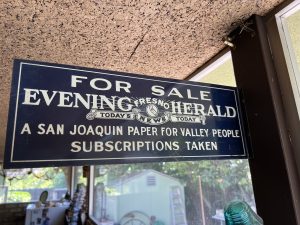 FOR SALE
EVENING FRESNO HERALD
TODAY'S NEWS TODAY
A SAN JOAQUIN PAPER FOR VALLEY PEOPLE
SUBSCRIPTIONS TAKEN